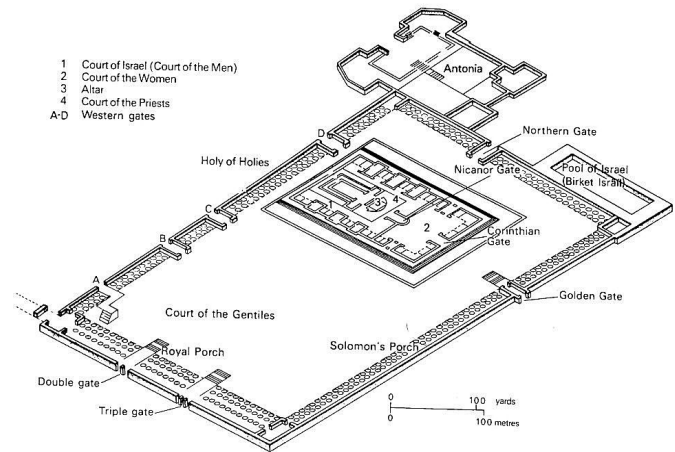 1 Court of Israel (Court of the Men)
2 Court of the Women
3 Altar
4 Court of the Priests
A-D Western gates
Antonia
D
Northern Gate
Holy of Holies
Nicanor Gate
Pool of Israel
(Birket Israil)
1
3
4
2
C
B
Corinthian
Gate
A
Golden Gate
Court of the Gentiles
Royal Porch
Solomon's Porch
Double gate
Triple gate
0 100 yards
0 100 metres